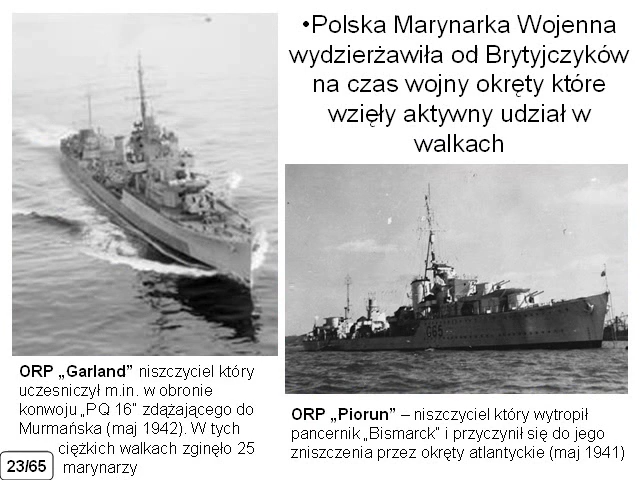 •Polska Marynarka Wojenna
wydzierżawiła od Brytyjczyków
na czas wojny okręty które
wzięły aktywny udział w
walkach
G65
ORP „Garland” niszczyciel który
uczesniczył m.in. w obronie
konwoju „PQ 16” zdążającego do
Murmańska (maj 1942). W tych
ciężkich walkach zginęło 25
marynarzy
ORP „Piorun” – niszczyciel który wytropił
pancernik „Bismarck” i przyczynił się do jego
zniszczenia przez okręty atlantyckie (maj 1941)
23/65